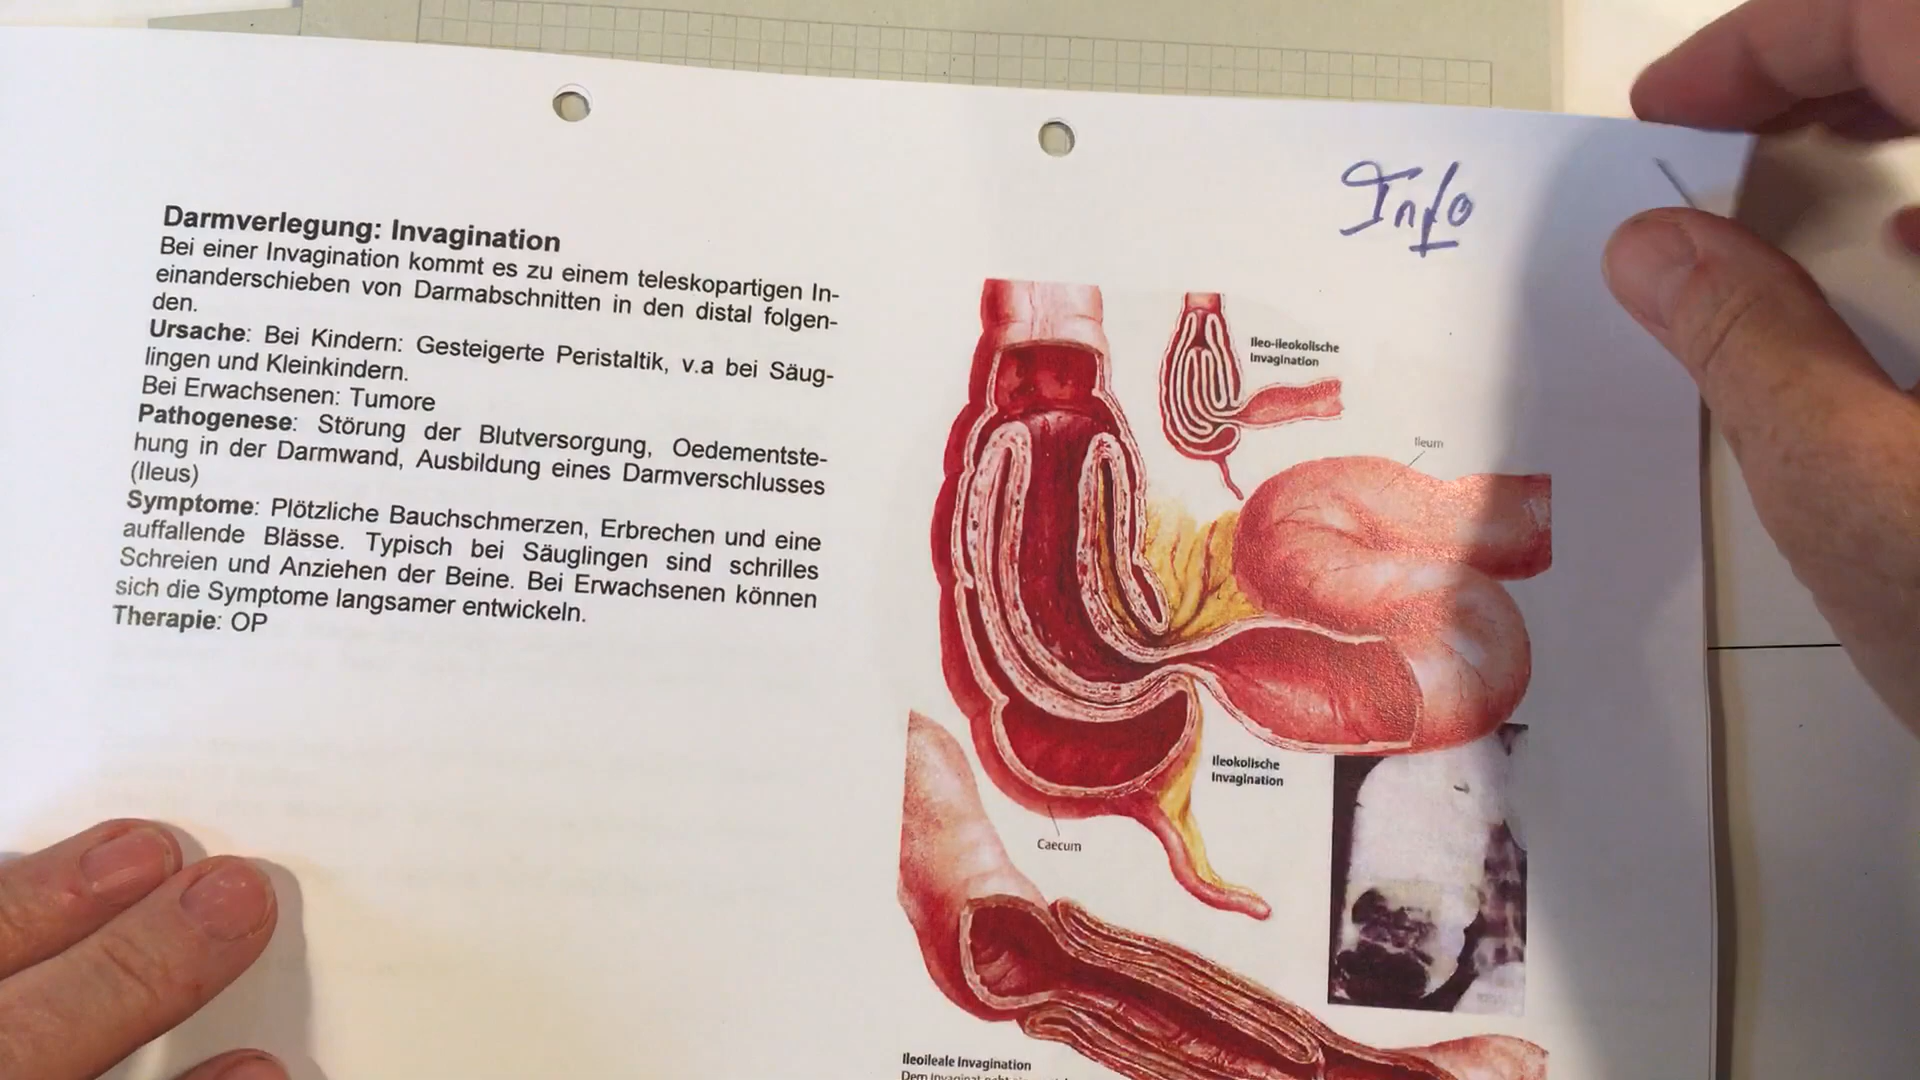 Info
Darmverlegung: Invagination
Bei einer Invagination kommt es zu einem teleskopartigen In-
einanderschieben von Darmabschnitten in den distal folgen-
den.
Ursache: Bei Kindern: Gesteigerte Peristaltik, v.a bei Säug-
lingen und Kleinkindern.
Bei Erwachsenen: Tumore
Pathogenese: Störung der Blutversorgung, Oedementste-
hung in der Darmwand, Ausbildung eines Darmverschlusses
(Ileus)
Symptome: Plötzliche Bauchschmerzen, Erbrechen und eine
auffallende Blässe. Typisch bei Säuglingen sind schrilles
Schreien und Anziehen der Beine. Bei Erwachsenen können
sich die Symptome langsamer entwickeln.
Therapie: OP
Ileo-ileokolische
Invagination
Ileum
Ileokolische
Invagination
Caecum
Ileoileale Invagination
Dem Invaginat